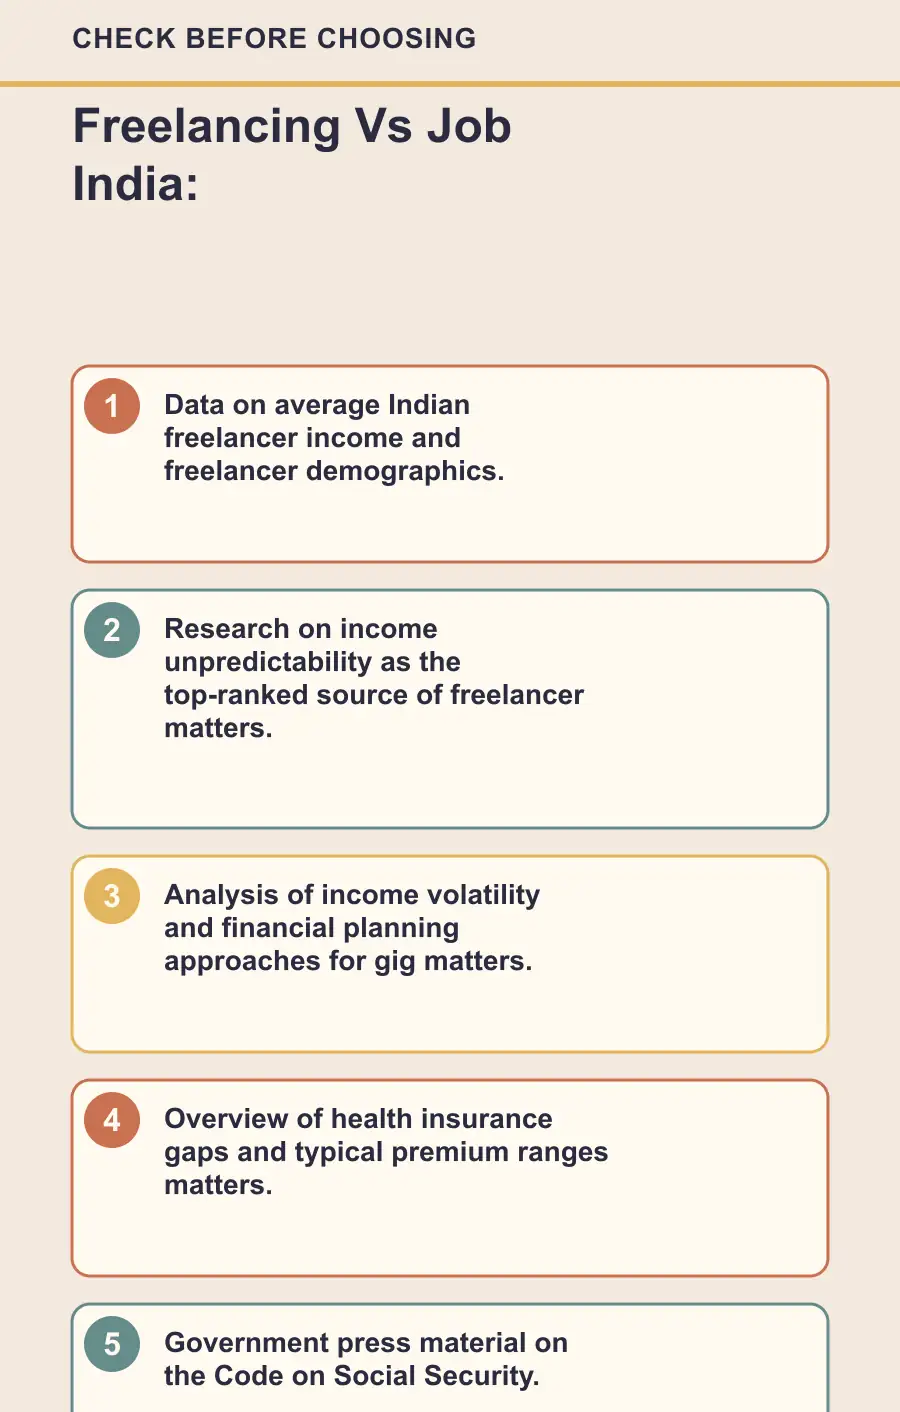 CHECK BEFORE CHOOSING
Freelancing Vs Job
India:
1
Data on average Indian
freelancer income and
freelancer demographics.
2
Research on income
unpredictability as the
top-ranked source of freelancer
matters.
3
Analysis of income volatility
and financial planning
approaches for gig matters.
4
Overview of health insurance
gaps and typical premium ranges
matters.
5
Government press material on
the Code on Social Security.